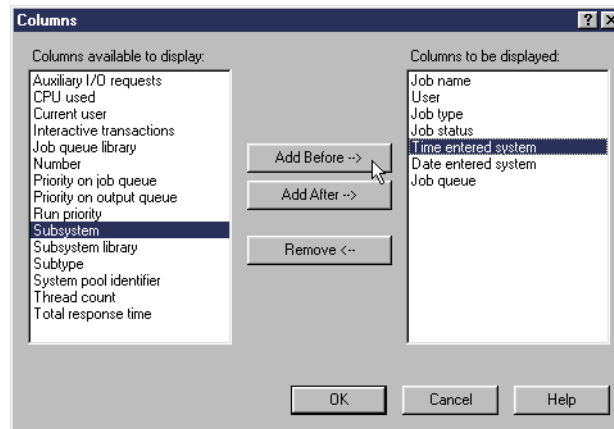 Columns
Columns available to display:
Auxiliary I/O requests
CPU used
Current user
Interactive transactions
Job queue library
Number
Priority on job queue
Priority on output queue
Run priority
Subsystem
Subsystem library
Subtype
System pool identifier
Thread count
Total response time
Add Before -->
Add After -->
Remove <--
Columns to be displayed:
Job name
User
Job type
Job status
Time entered system
Date entered system
Job queue
OK
Cancel
Help